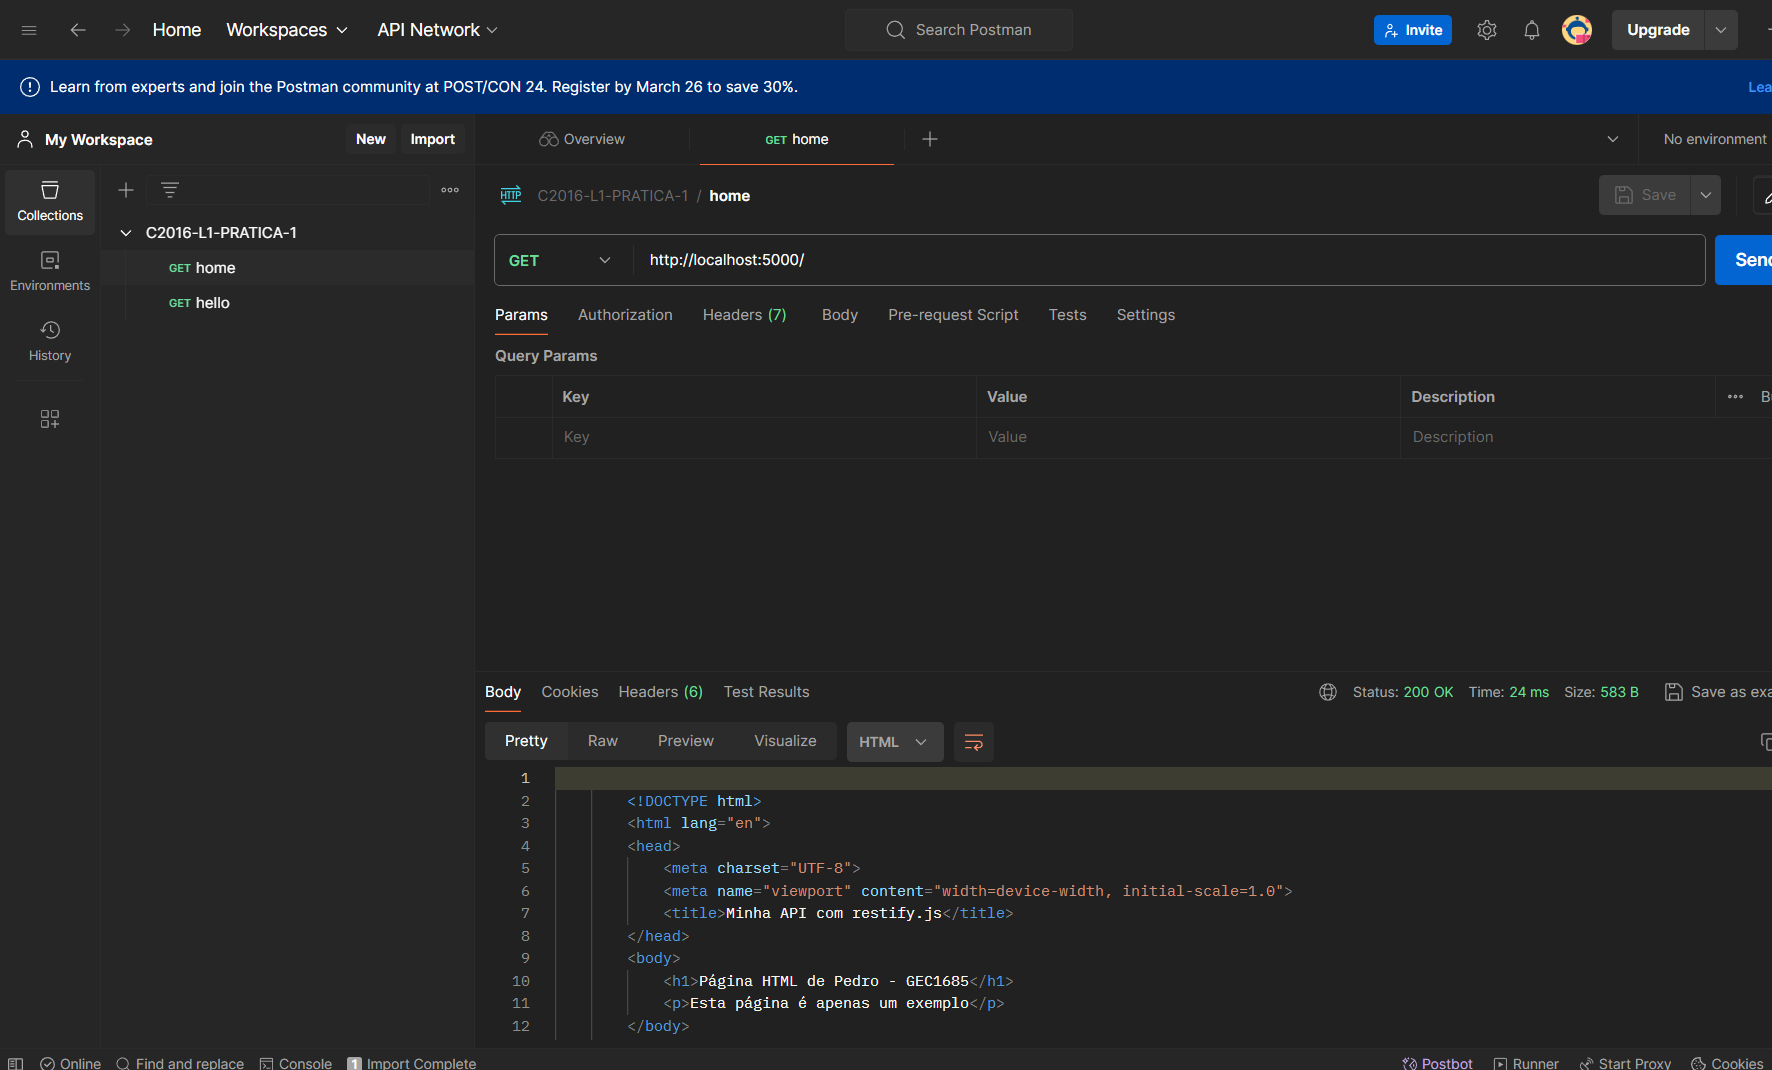 Home Workspaces API Network Search Postman Invite Upgrade
Learn from experts and join the Postman community at POST/CON 24. Register by March 26 to save 30%. Lea
My Workspace New Import
Overview GET home No environment
Collections
C2016-L1-PRATICA-1
GET home
GET hello
Environments
History
HTTP C2016-L1-PRATICA-1 / home Save
GET http://localhost:5000/ Send
Params Authorization Headers (7) Body Pre-request Script Tests Settings
Query Params
Key Value Description
Key Value Description
Body Cookies Headers (6) Test Results Status: 200 OK Time: 24 ms Size: 583 B Save as exa
Pretty Raw Preview Visualize HTML
1
2 <!DOCTYPE html>
3 <html lang="en">
4 <head>
5 <meta charset="UTF-8">
6 <meta name="viewport" content="width=device-width, initial-scale=1.0">
7 <title>Minha API com restify.js</title>
8 </head>
9 <body>
10 <h1>Página HTML de Pedro - GEC1685</h1>
11 <p>Esta página é apenas um exemplo</p>
12 </body>
Online Find and replace Console 1 Import Complete Postbot Runner Start Proxy Cookies